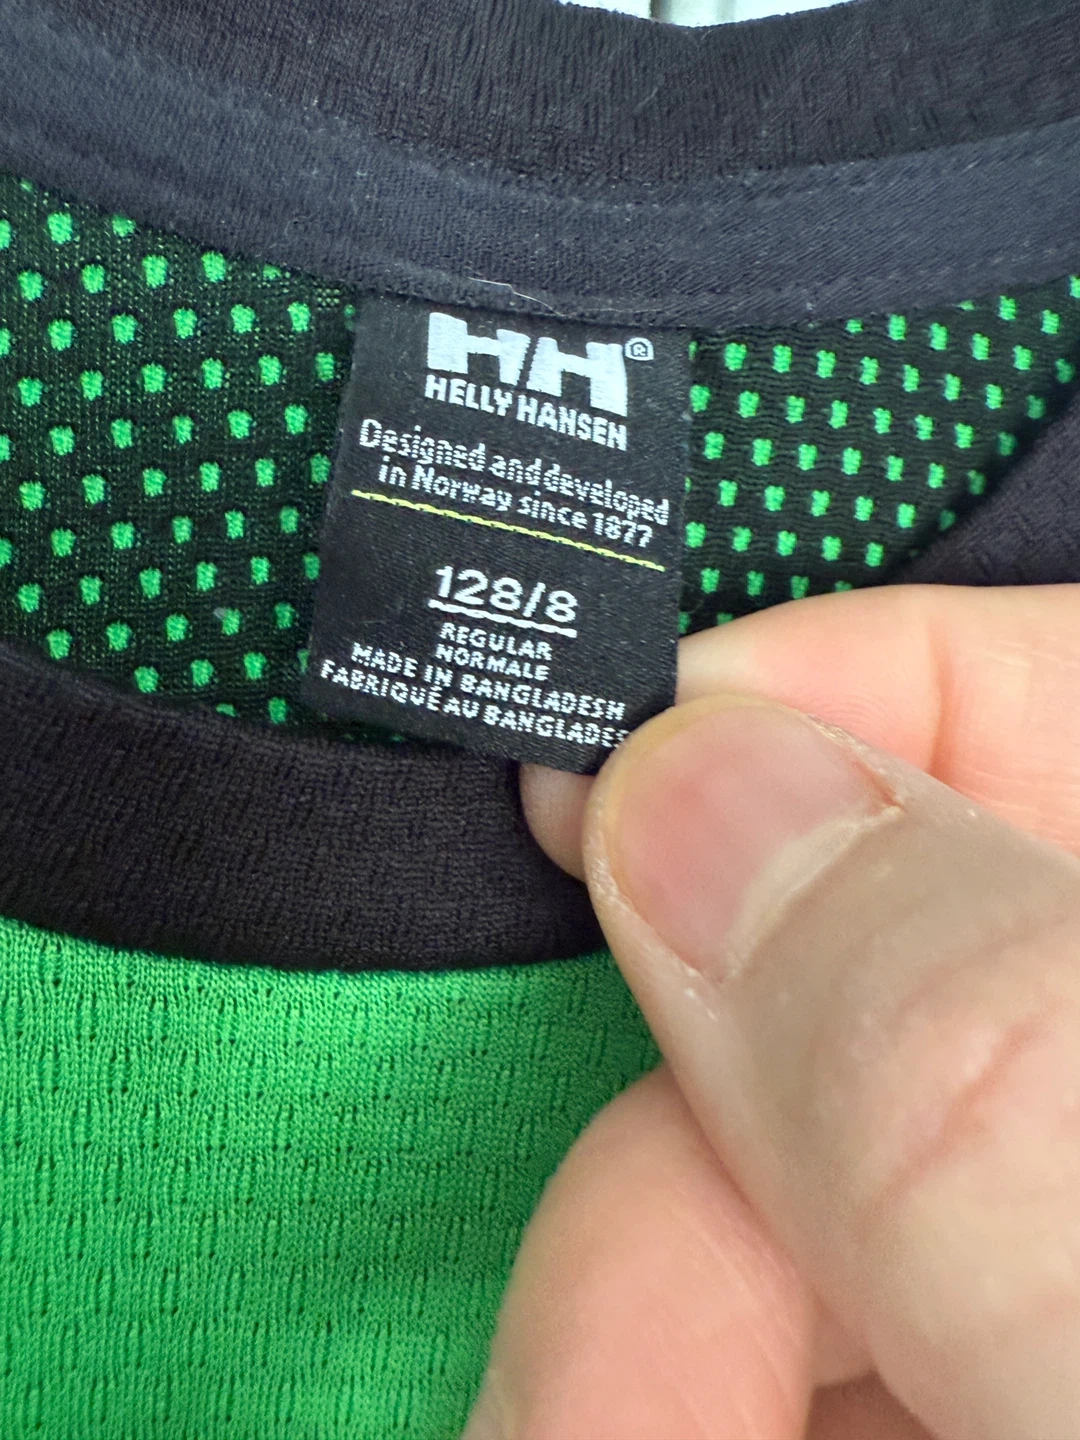 HH®
HELLY HANSEN
Designed and developed
in Norway since 1877
128/8
REGULAR
NORMALE
MADE IN BANGLADESH
FABRIQUÉ AU BANGLADES